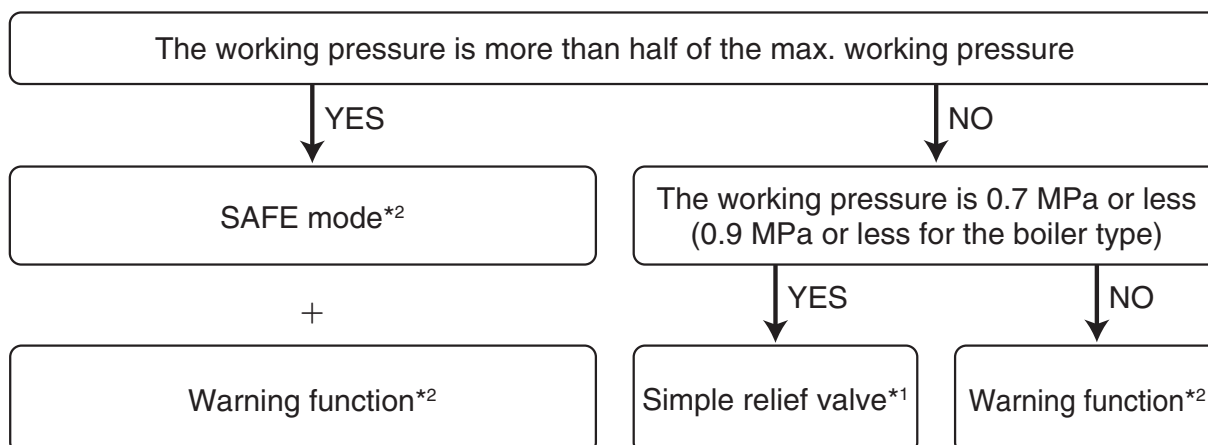 The working pressure is more than half of the max. working pressure
YES
NO
SAFE mode*2
The working pressure is 0.7 MPa or less
(0.9 MPa or less for the boiler type)
+
YES
NO
Warning function*2
Simple relief valve*1
Warning function*2